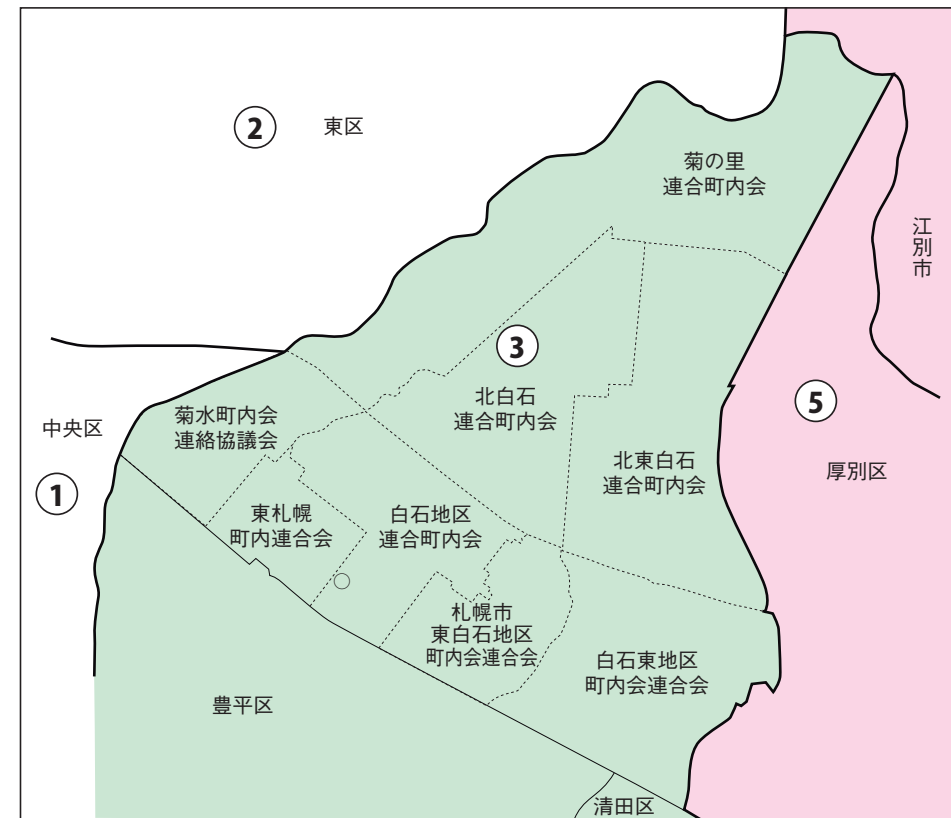 ②
東区
菊の里
連合町内会
江別市
③
北白石
連合町内会
⑤
厚別区
中央区
①
菊水町内会
連絡協議会
北東白石
連合町内会
東札幌
町内連合会
白石地区
連合町内会
札幌市
東白石地区
町内会連合会
白石東地区
町内会連合会
豊平区
清田区